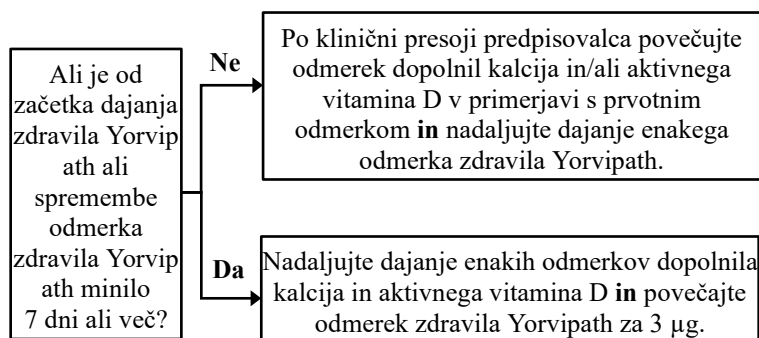 Ali je od
začetka dajanja
zdravila Yorvip
ath ali
spremembe
odmerka
zdravila Yorvip
ath minilo
7 dni ali več?
Ne
Po klinični presoji predpisovalca povečujte
odmerek dopolnil kalcija in/ali aktivnega
vitamina D v primerjavi s prvotnim
odmerkom in nadaljujte dajanje enakega
odmerka zdravila Yorvipath.
Da
Nadaljujte dajanje enakih odmerkov dopolnila
kalcija in aktivnega vitamina D in povečajte
odmerek zdravila Yorvipath za 3 µg.